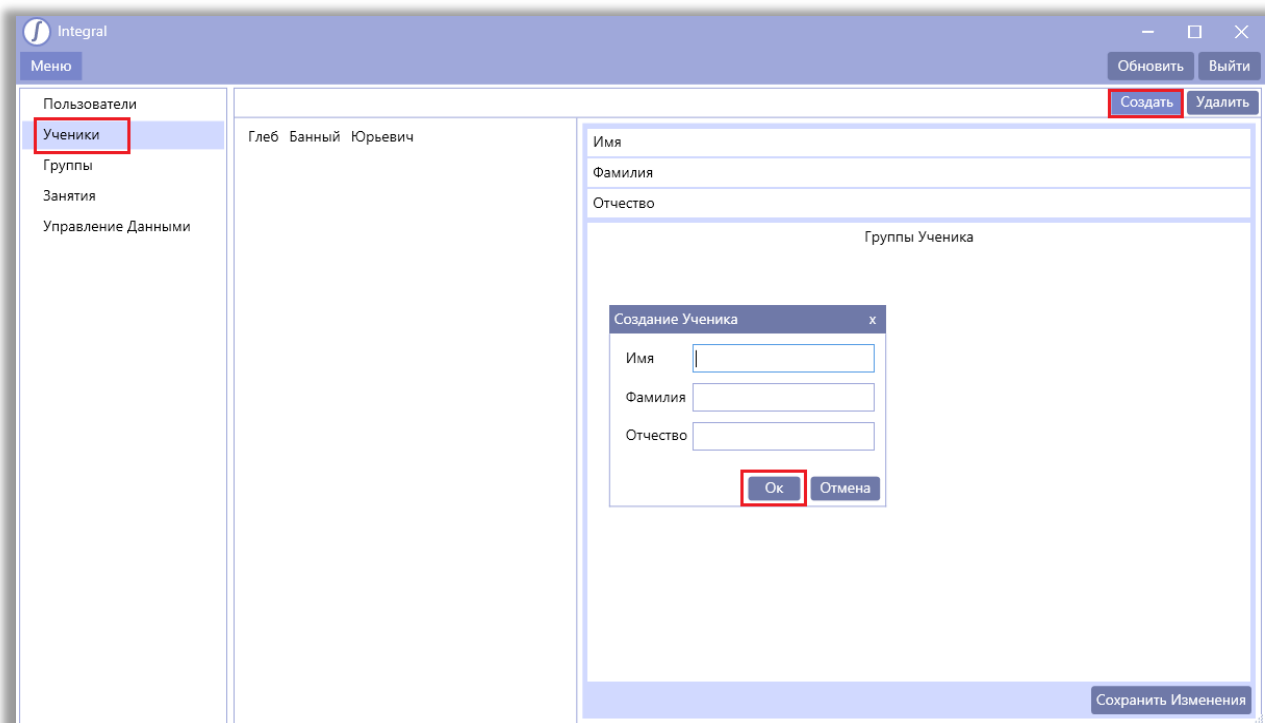 Integral
Меню
Обновить Выйти
Пользователи
Ученики
Группы
Занятия
Управление Данными
Создать Удалить
Глеб Банный Юрьевич
Имя
Фамилия
Отчество
Группы Ученика
Создание Ученика x
Имя
Фамилия
Отчество
Ок Отмена
Сохранить Изменения